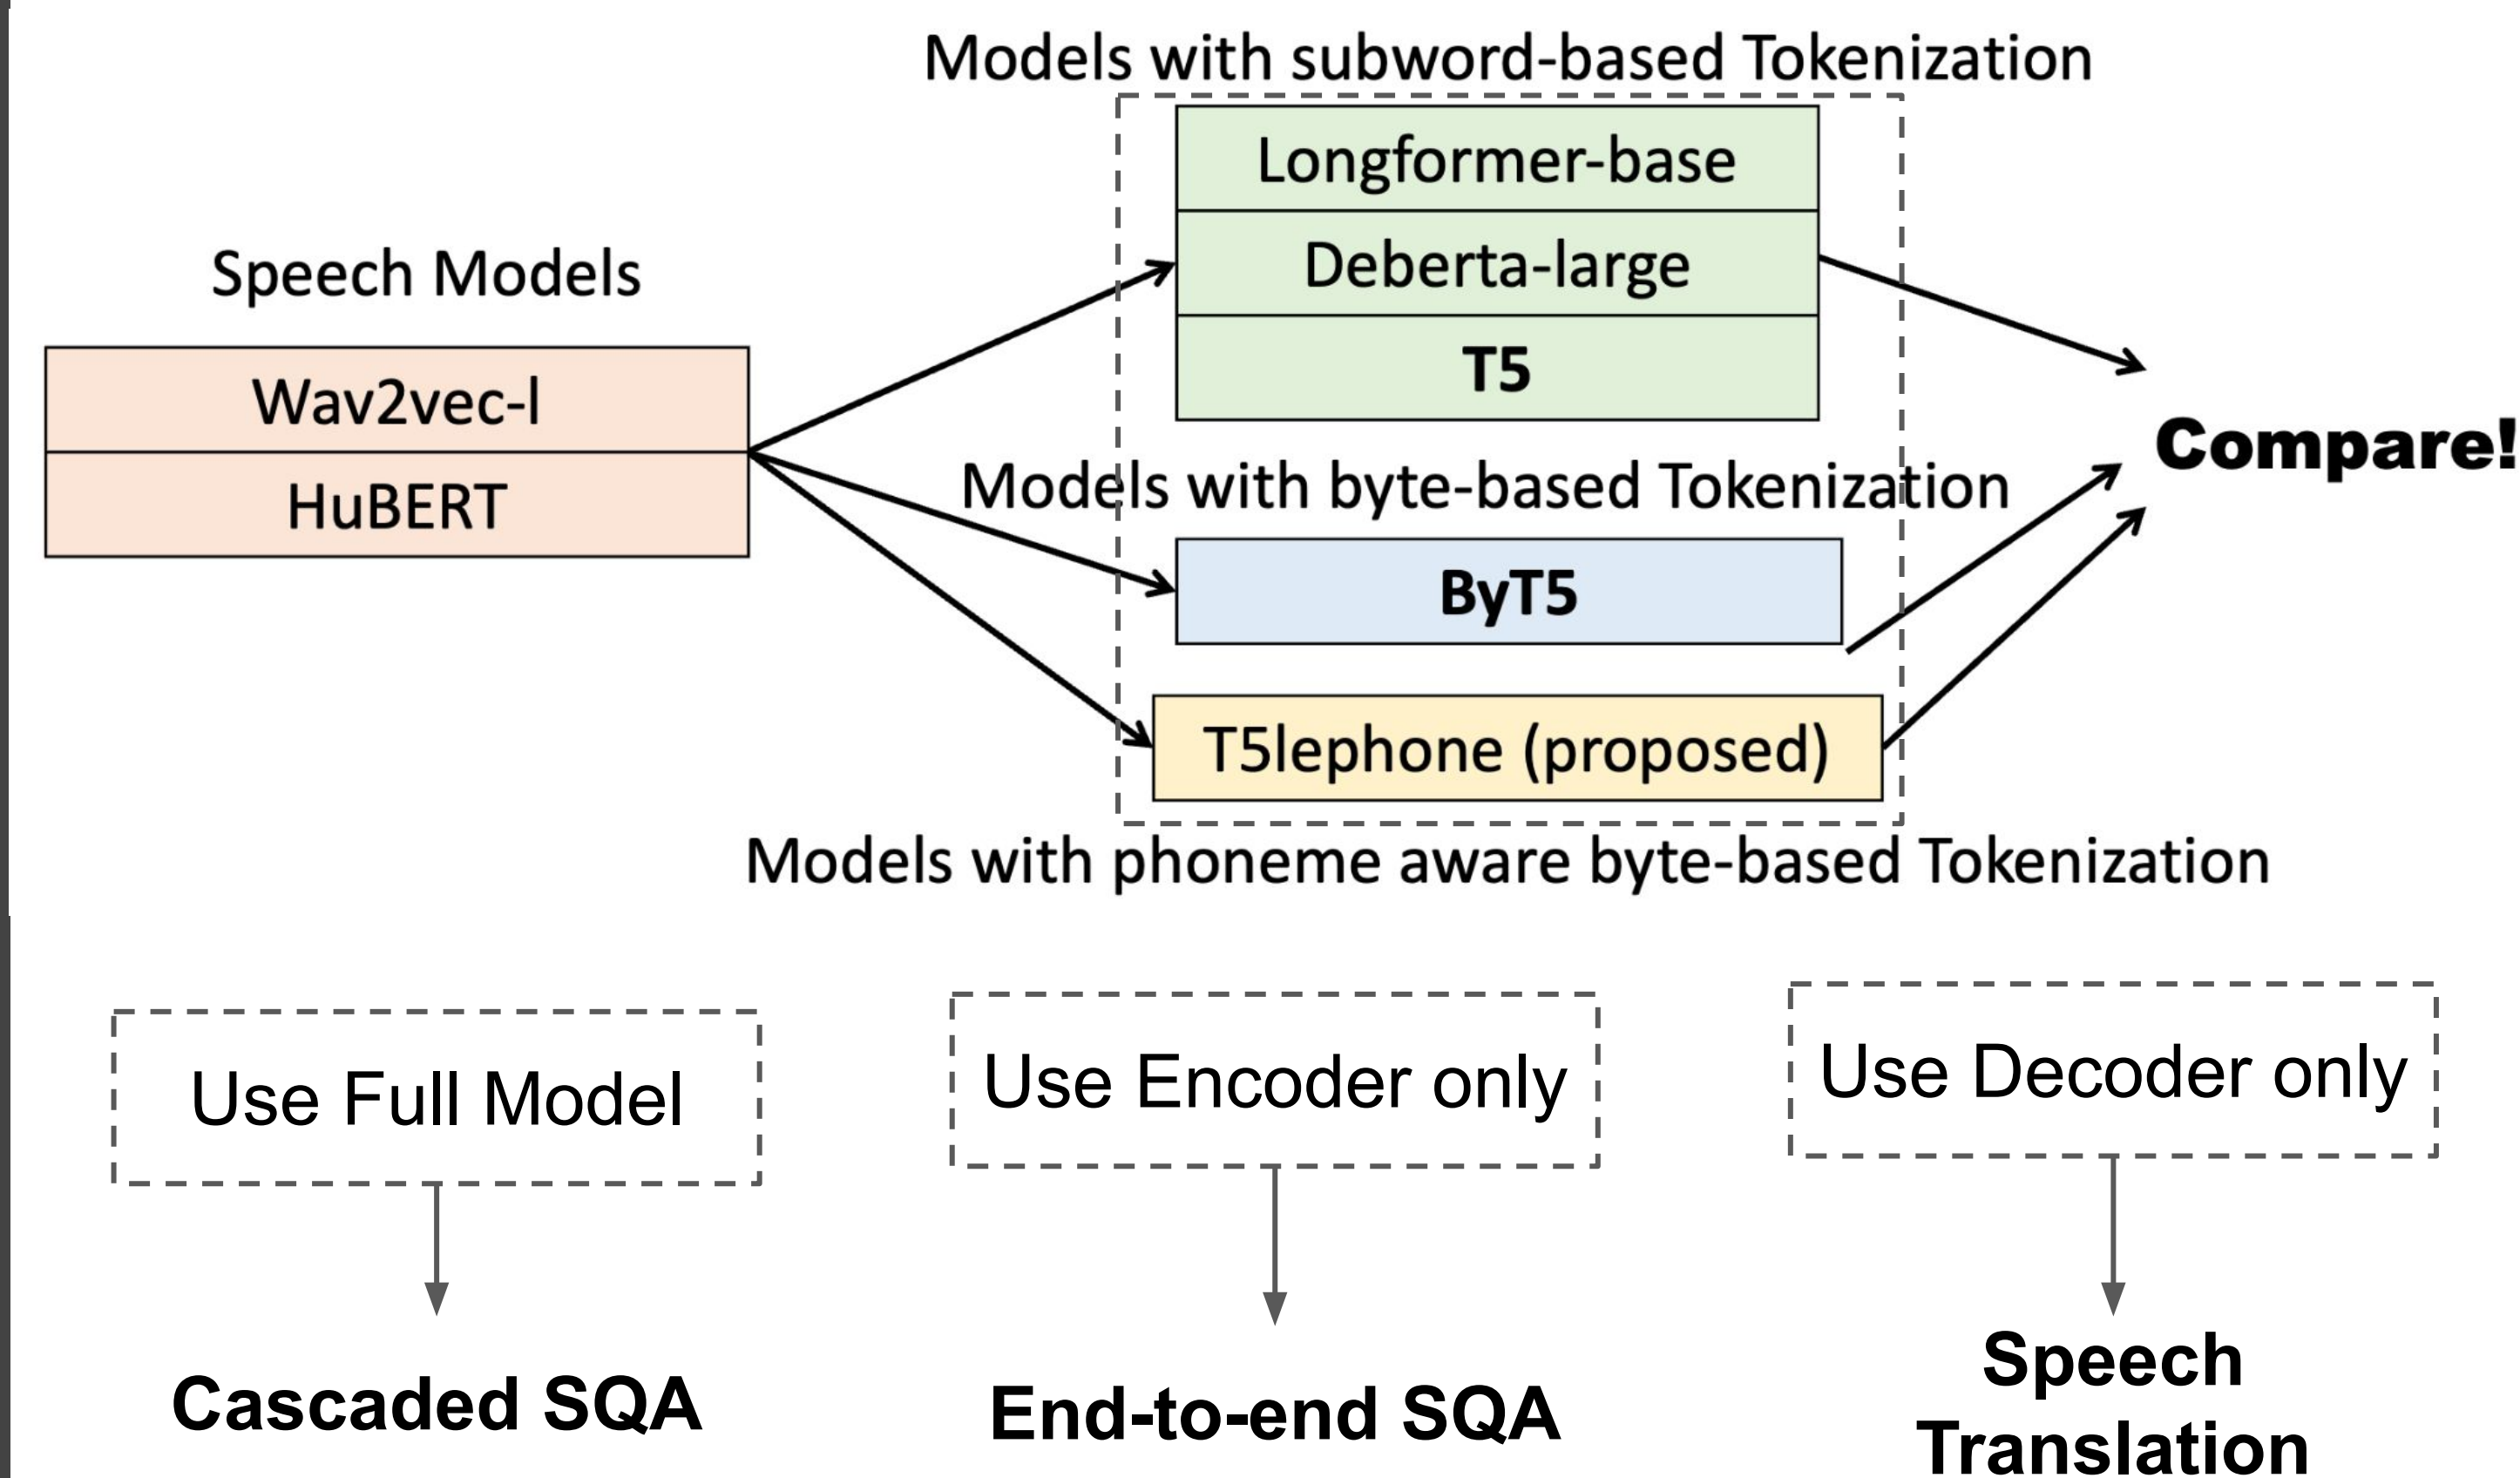 Models with subword-based Tokenization
Longformer-base
Deberta-large
T5
Speech Models
Wav2vec-l
HuBERT
Compare!
Models with byte-based Tokenization
ByT5
T5lephone (proposed)
Models with phoneme aware byte-based Tokenization
Use Full Model
Use Encoder only
Use Decoder only
Cascaded SQA
End-to-end SQA
Speech
Translation